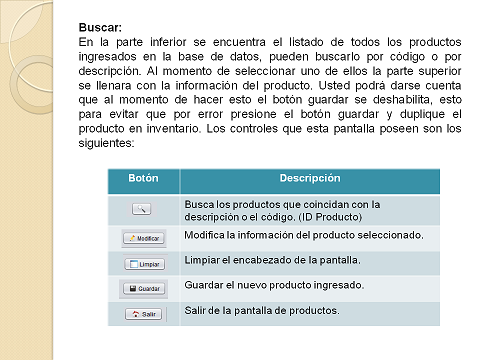 Buscar:
En la parte inferior se encuentra el listado de todos los productos
ingresados en la base de datos, pueden buscarlo por código o por
descripción. Al momento de seleccionar uno de ellos la parte superior
se llenara con la información del producto. Usted podrá darse cuenta
que al momento de hacer esto el botón guardar se deshabilita, esto
para evitar que por error presione el botón guardar y duplique el
producto en inventario. Los controles que esta pantalla poseen son los
siguientes:
Botón Descripción
Busca los productos que coincidan con la
descripción o el código. (ID Producto)
Modificar Modifica la información del producto seleccionado.
Limpiar Limpiar el encabezado de la pantalla.
Guardar Guardar el nuevo producto ingresado.
Salir Salir de la pantalla de productos.